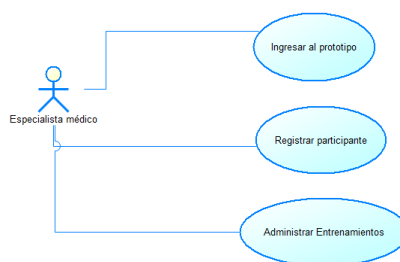 Ingresar al prototipo
Especialista médico
Registrar participante
Administrar Entrenamientos